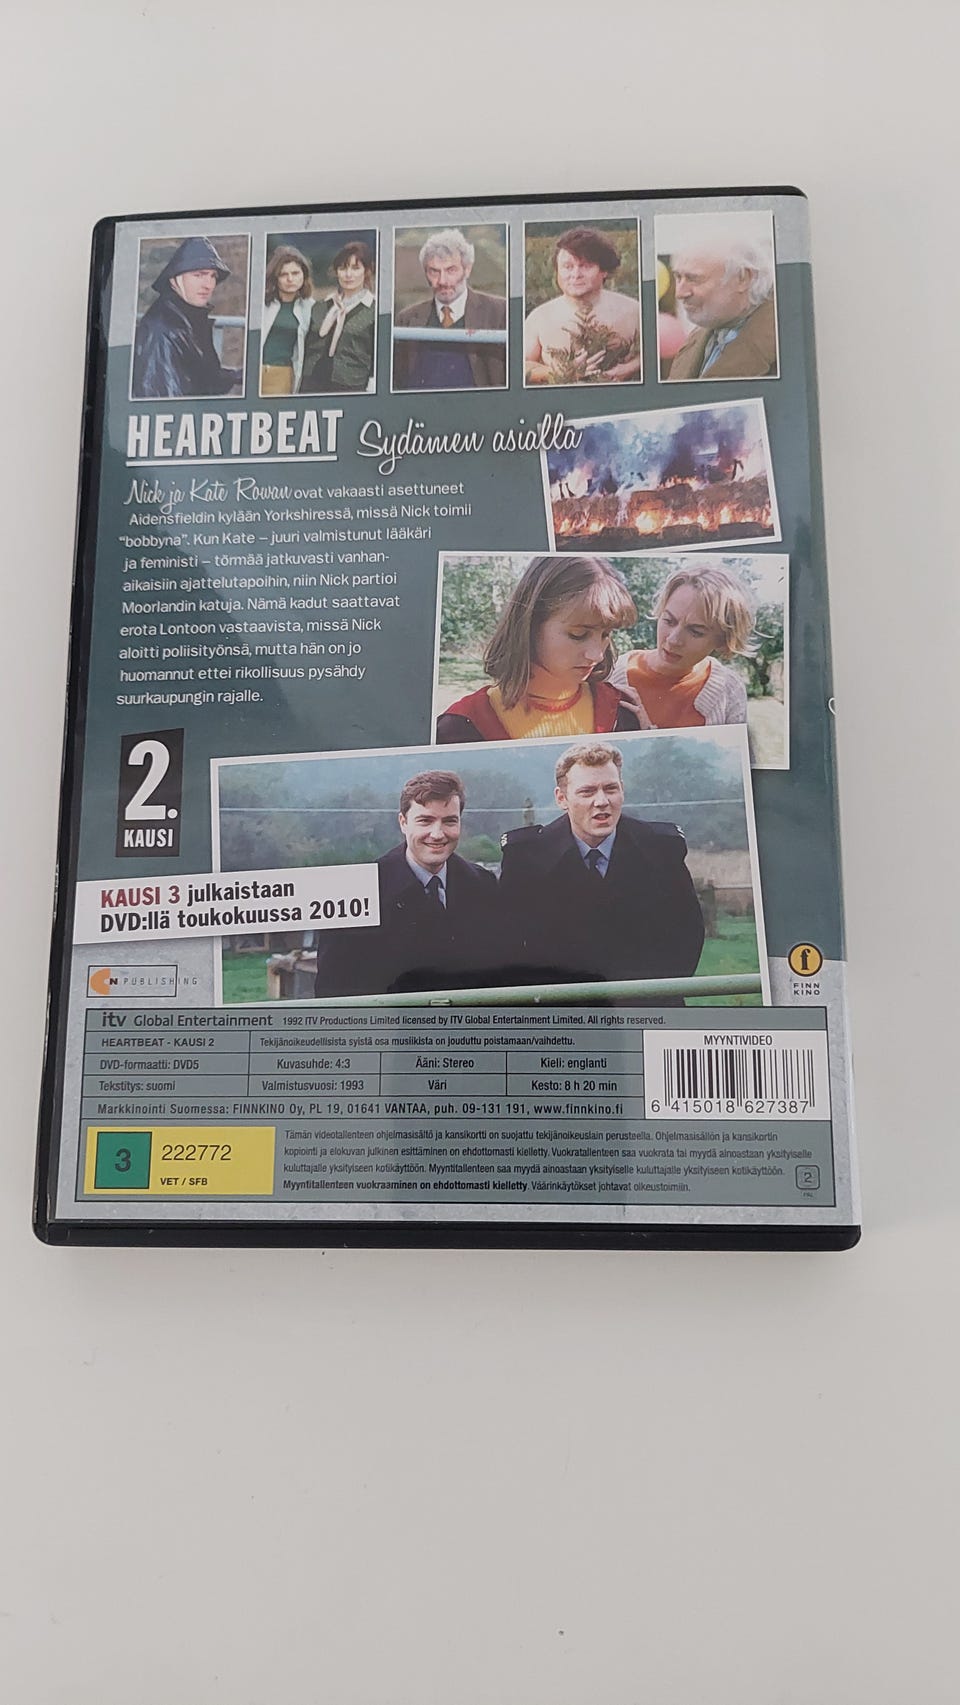 HEARTBEAT Sydämen asialla
Nick ja Kate Rowan ovat vakaasti asettuneet
Aidensfieldin kylään Yorkshiressä, missä Nick toimii
"bobbyna". Kun Kate – juuri valmistunut lääkäri
ja feministi – törmää jatkuvasti vanhan-
aikaisiin ajattelutapoihin, niin Nick partioi
Moorlandin katuja. Nämä kadut saattavat
erota Lontoon vastaavista, missä Nick
aloitti poliisityönsä, mutta hän on jo
huomannut ettei rikollisuus pysähdy
suurkaupungin rajalle.
2.
KAUSI
KAUSI 3 julkaistaan
DVD:llä toukokuussa 2010!
ON PUBLISHING
f
FINN
KINO
itv Global Entertainment 1992 ITV Productions Limited licensed by ITV Global Entertainment Limited. All rights reserved.
HEARTBEAT - KAUSI 2 Tekijänoikeudellisista syistä osa musiikista on jouduttu poistamaan/vaihdettu.
DVD-formaatti: DVD5 Kuvasuhde: 4:3 Ääni: Stereo Kieli: englanti
Tekstitys: suomi Valmistusvuosi: 1993 Väri Kesto: 8 h 20 min
Markkinointi Suomessa: FINNKINO Oy, PL 19, 01641 VANTAA, puh. 09-131 191, www.finnkino.fi
MYYNTIVIDEO
6 415018 627387
3 222772
VET / SFB
Tämän videotallenteen ohjelmasisältö ja kansikortti on suojattu tekijänoikeuslain perusteella. Ohjelmasisällön ja kansikortin
kopiointi ja elokuvan julkinen esittäminen on ehdottomasti kielletty. Vuokratallenteen saa vuokrata tai myydä ainoastaan yksityiselle
kuluttajalle yksityiseen kotikäyttöön. Myyntitallenteen saa myydä ainoastaan yksityiselle kuluttajalle yksityiseen kotikäyttöön.
Myyntitallenteen vuokraaminen on ehdottomasti kielletty. Väärinkäytökset johtavat oikeustoimiin.
2
PAL